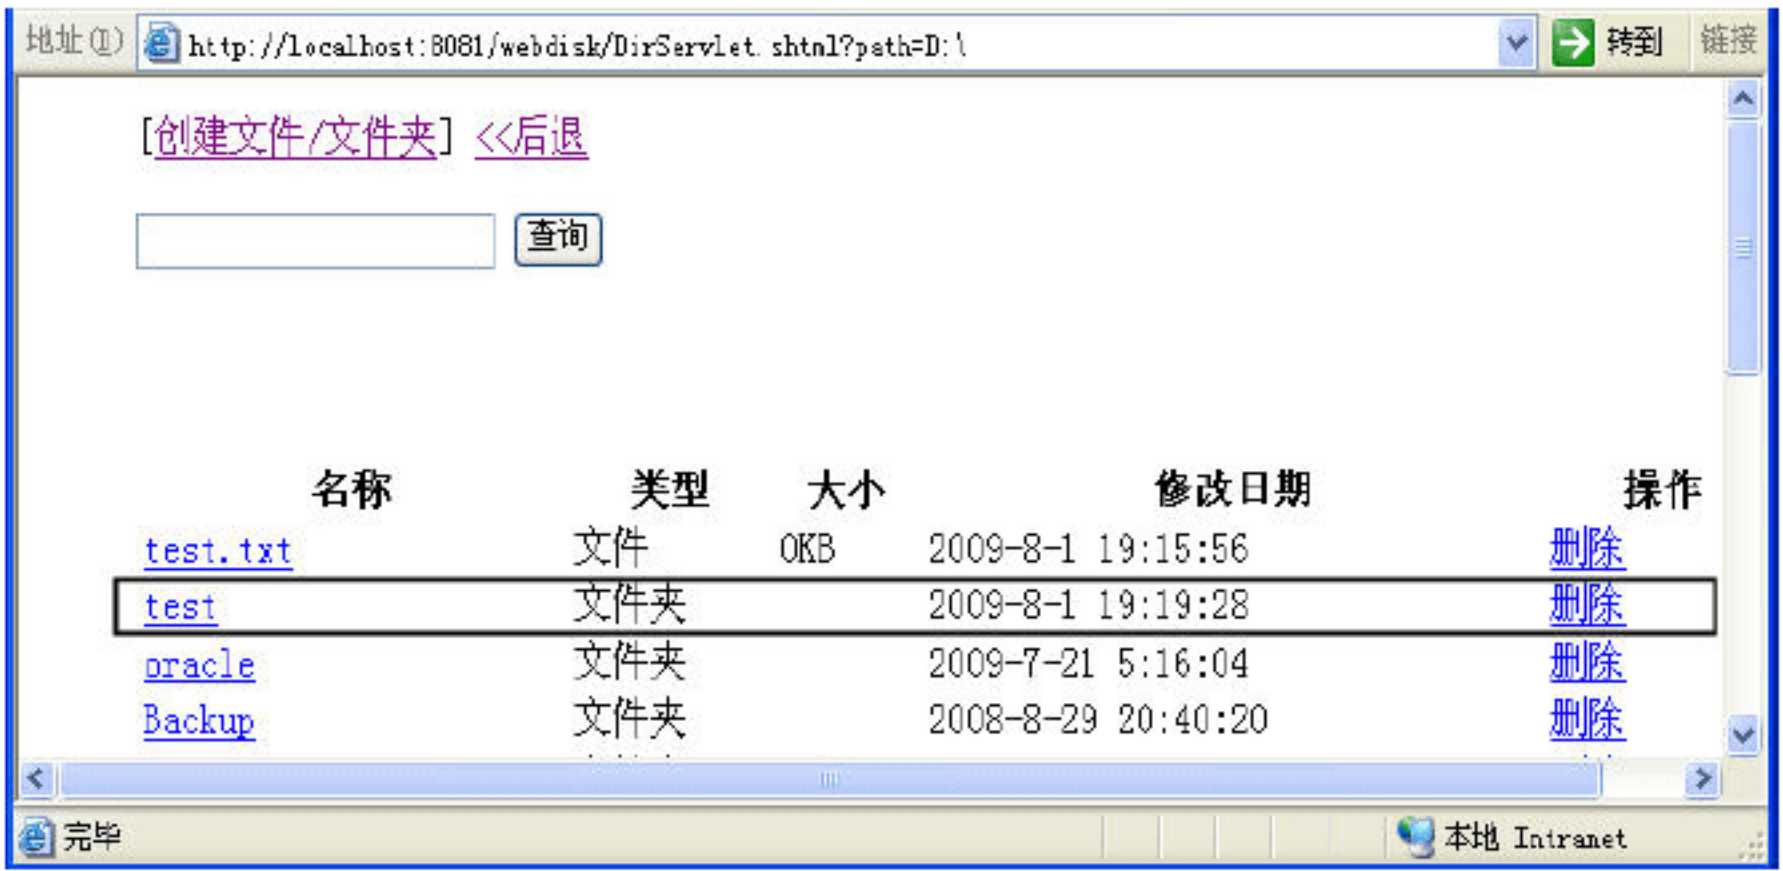 地址(D) http://localhost:8081/webdisk/DirServlet.shtml?path=D:\ 转到 链接
[创建文件/文件夹] <<后退
查询
名称 类型 大小 修改日期 操作
test.txt 文件 0KB 2009-8-1 19:15:56 删除
test 文件夹 2009-8-1 19:19:28 删除
oracle 文件夹 2009-7-21 5:16:04 删除
Backup 文件夹 2008-8-29 20:40:20 删除
完毕 本地 Intranet